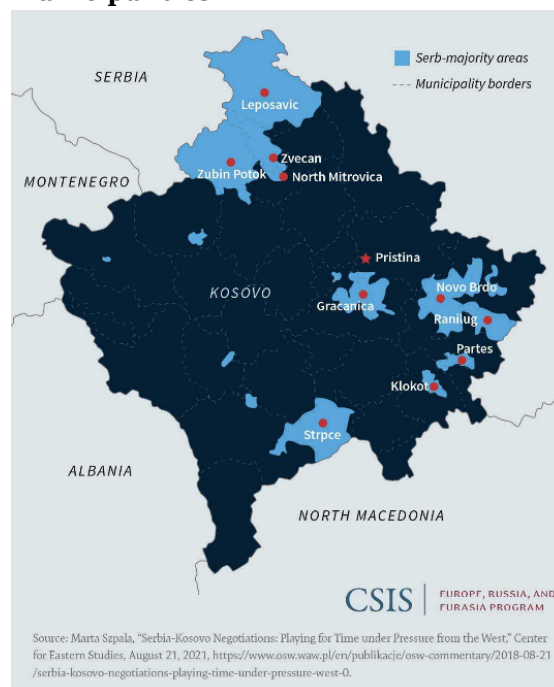 SERBIA
Serb-majority areas
Municipality borders
Leposavic
Zvecan
Zubin Potok
North Mitrovica
MONTENEGRO
Pristina
KOSOVO
Novo Brdo
Gracanica
Ranilug
Partes
Klokot
Strpce
ALBANIA
NORTH MACEDONIA
CSIS
EUROPE, RUSSIA, AND
EURASIA PROGRAM
Source: Marta Szpala, “Serbia-Kosovo Negotiations: Playing for Time under Pressure from the West,” Center
for Eastern Studies, August 21, 2021, https://www.osw.waw.pl/en/publikacje/osw-commentary/2018-08-21
/serbia-kosovo-negotiations-playing-time-under-pressure-west-0.